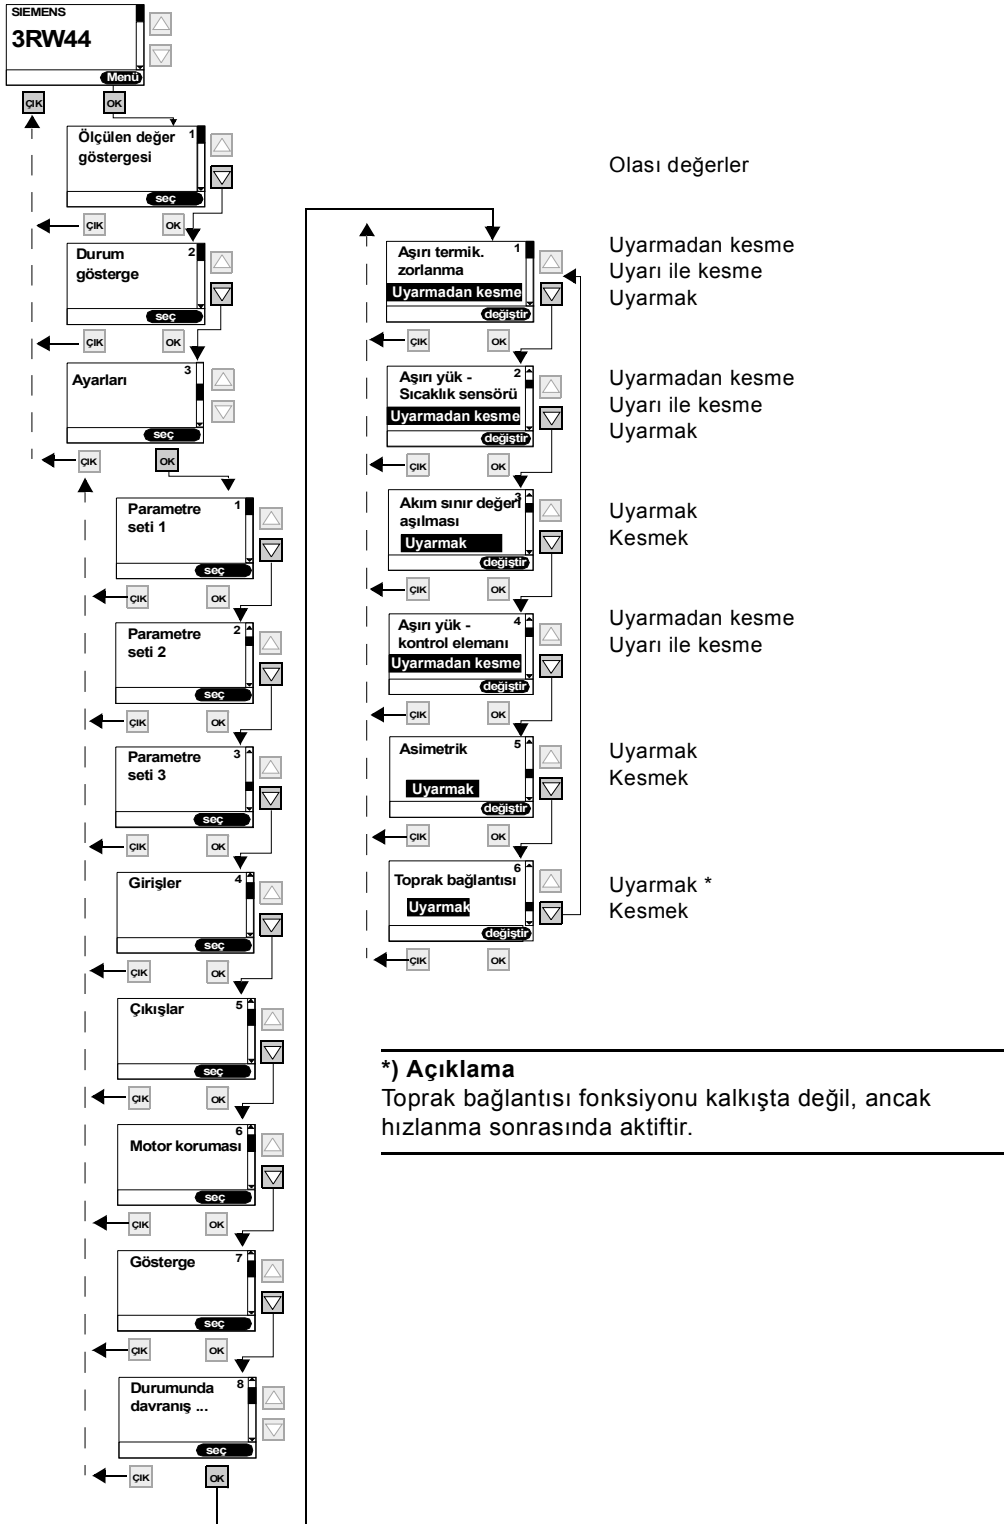 SIEMENS
3RW44
Menü
ÇIK
OK
Ölçülen değer 1
göstergesi
seç
ÇIK
OK
Durum 2
gösterge
seç
ÇIK
OK
3
Ayarları
seç
ÇIK
OK
Parametre 1
seti 1
seç
ÇIK
OK
Parametre 2
seti 2
seç
ÇIK
OK
Parametre 3
seti 3
seç
ÇIK
OK
Girişler 4
seç
ÇIK
OK
Çıkışlar 5
seç
ÇIK
OK
6
Motor koruması
seç
ÇIK
OK
Gösterge 7
seç
ÇIK
OK
Durumunda 8
davranış ...
seç
ÇIK
OK
Aşırı termik. 1
zorlanma
Uyarmadan kesme
değiştir
ÇIK
OK
Aşırı yük - 2
Sıcaklık sensörü
Uyarmadan kesme
değiştir
ÇIK
OK
3
Akım sınır değeri
aşılması
Uyarmak
değiştir
ÇIK
OK
Aşırı yük - 4
kontrol elemanı
Uyarmadan kesme
değiştir
ÇIK
OK
Asimetrik 5
Uyarmak
değiştir
ÇIK
OK
6
Toprak bağlantısı
Uyarmak
değiştir
ÇIK
OK
Olası değerler
Uyarmadan kesme
Uyarı ile kesme
Uyarmak
Uyarmadan kesme
Uyarı ile kesme
Uyarmak
Uyarmak
Kesmek
Uyarmadan kesme
Uyarı ile kesme
Uyarmak
Kesmek
Uyarmak *
Kesmek
*) Açıklama
Toprak bağlantısı fonksiyonu kalkışta değil, ancak
hızlanma sonrasında aktiftir.